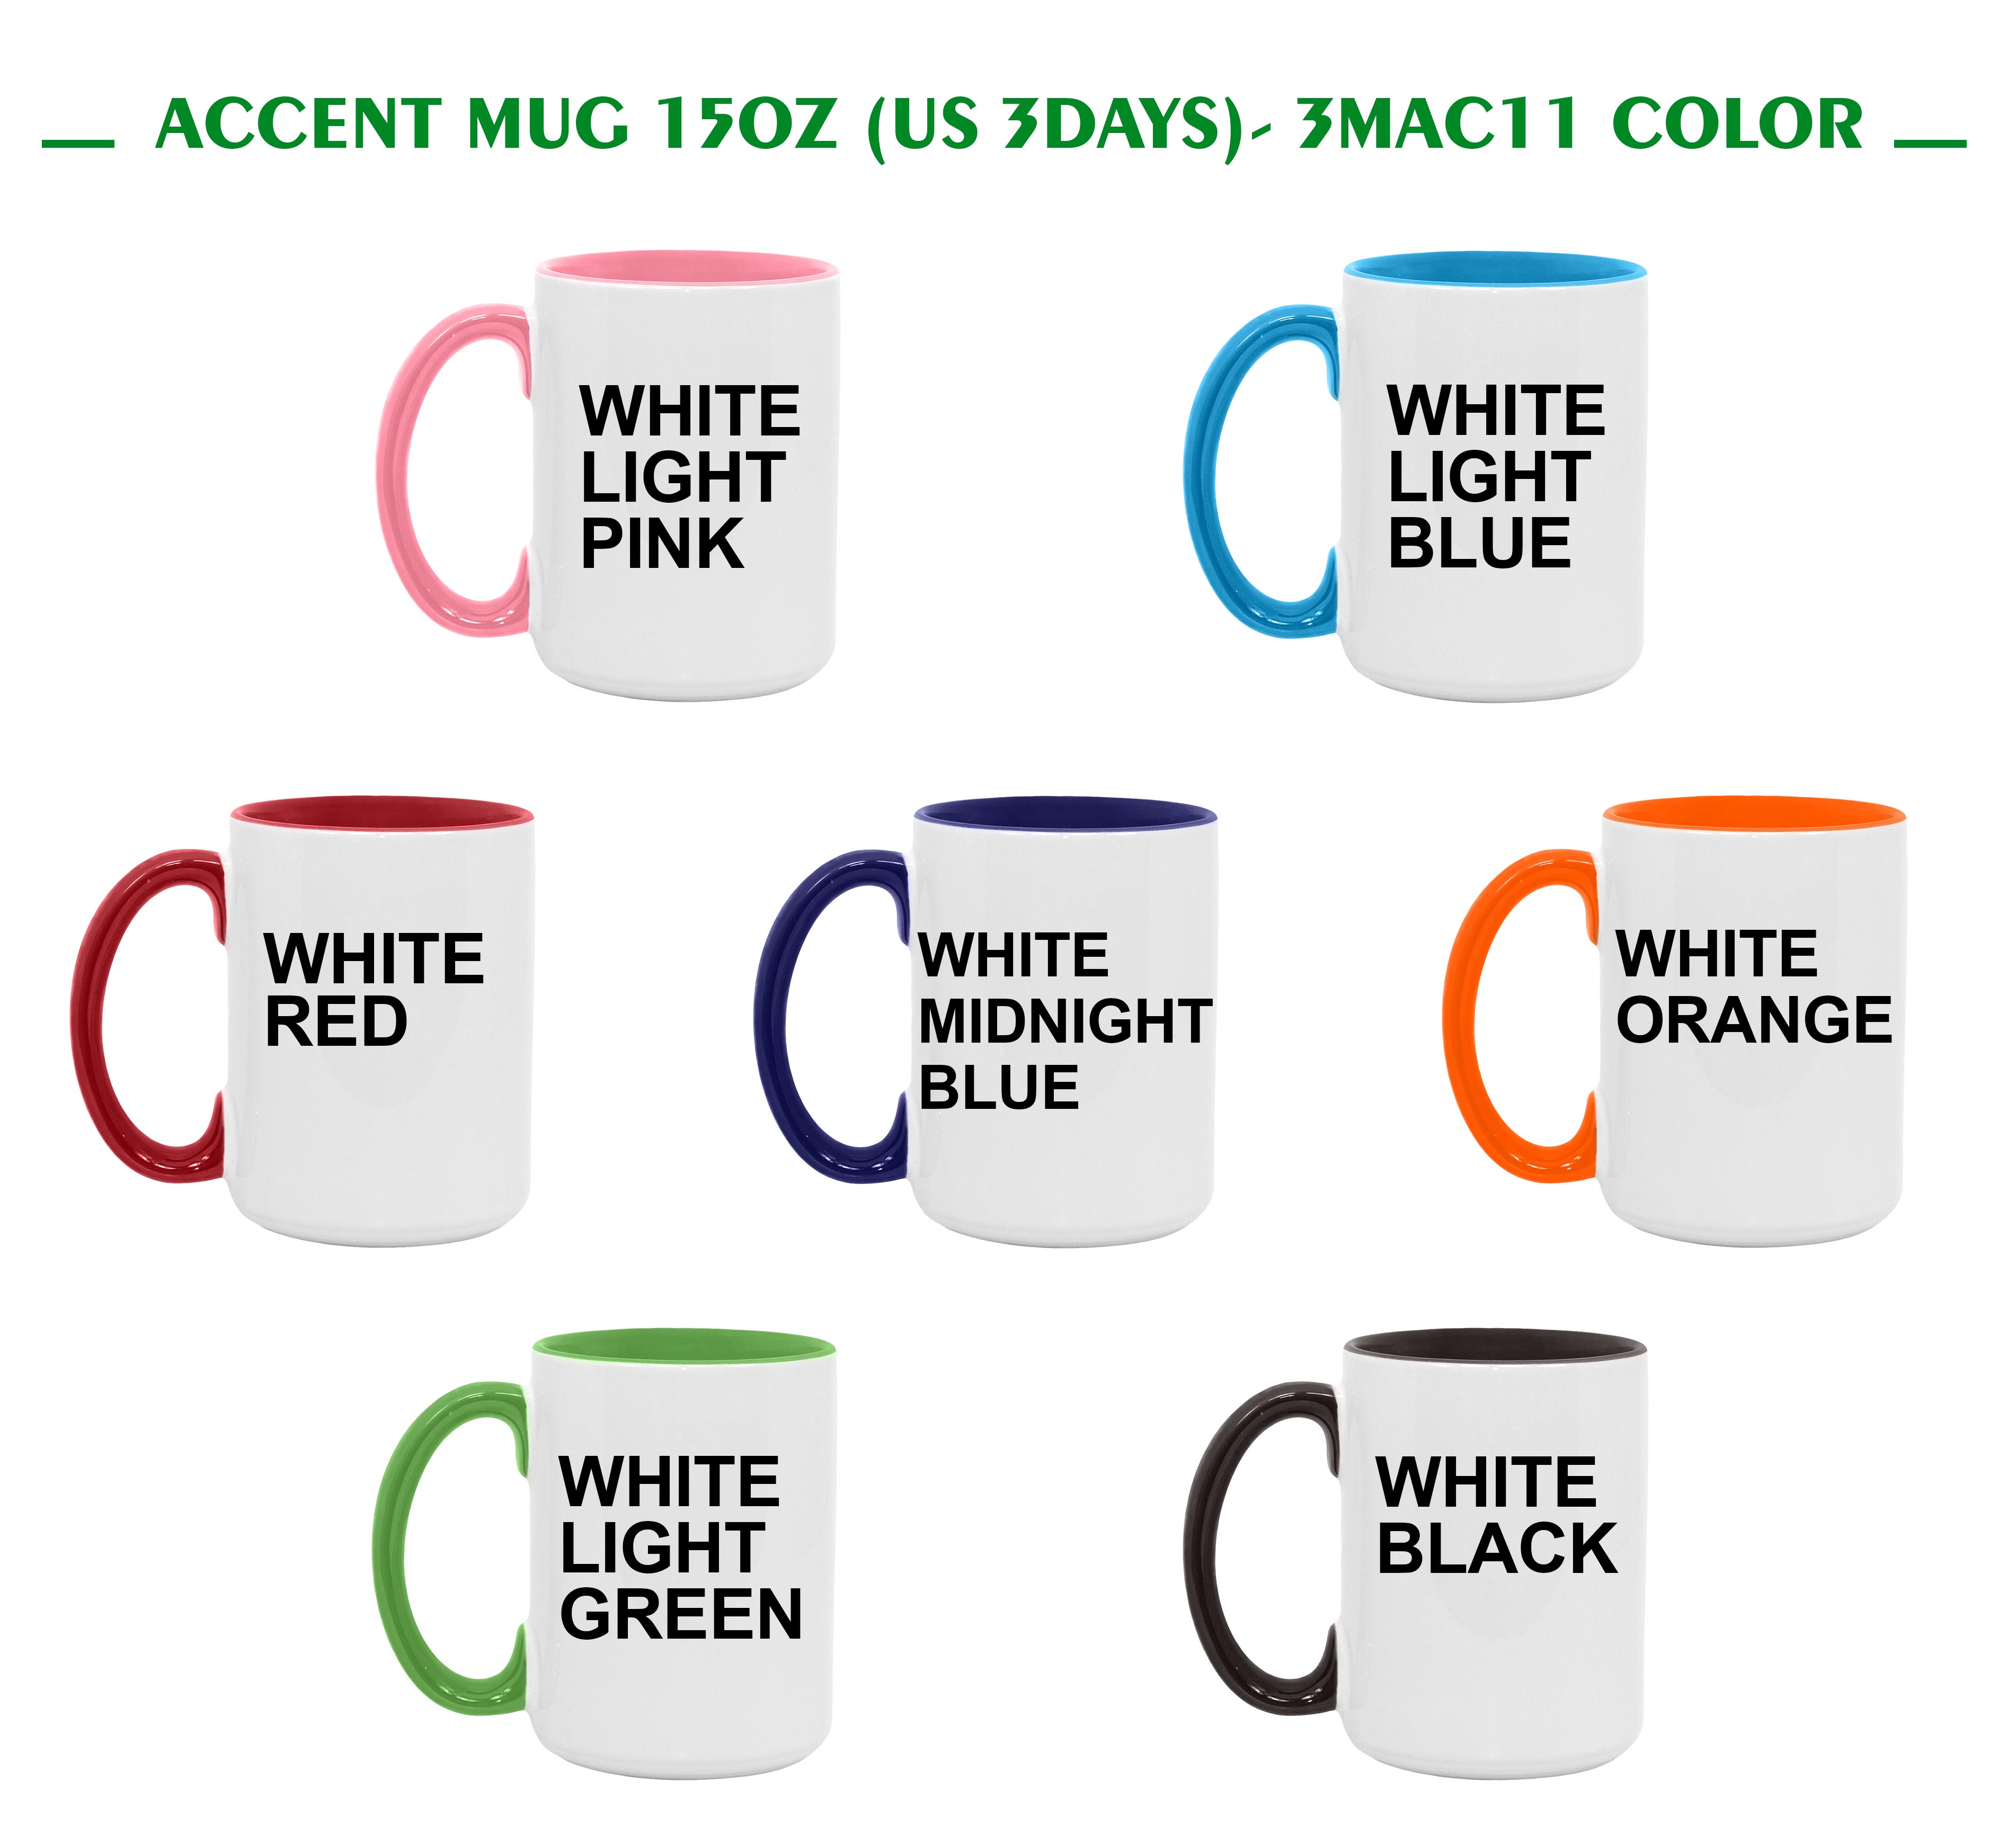 ACCENT MUG 15OZ (US 3DAYS)- 3MAC11 COLOR
WHITE
LIGHT
PINK
WHITE
LIGHT
BLUE
WHITE
RED
WHITE
MIDNIGHT
BLUE
WHITE
ORANGE
WHITE
LIGHT
GREEN
WHITE
BLACK